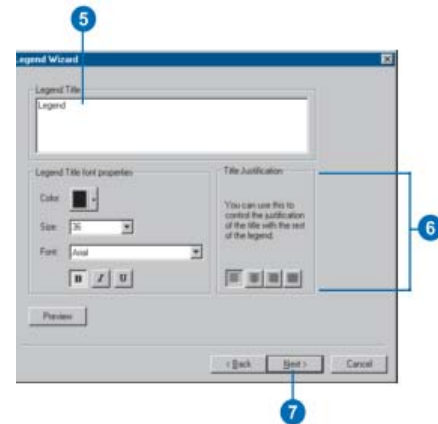 5
Legend Wizard
Legend Title
Legend
Legend Title font properties
Title Justification
Color:
You can use this to
control the justification
of the title with the rest
of the legend.
Size: 36
Font: Arial
B I U
Preview
< Back Next > Cancel
6
7